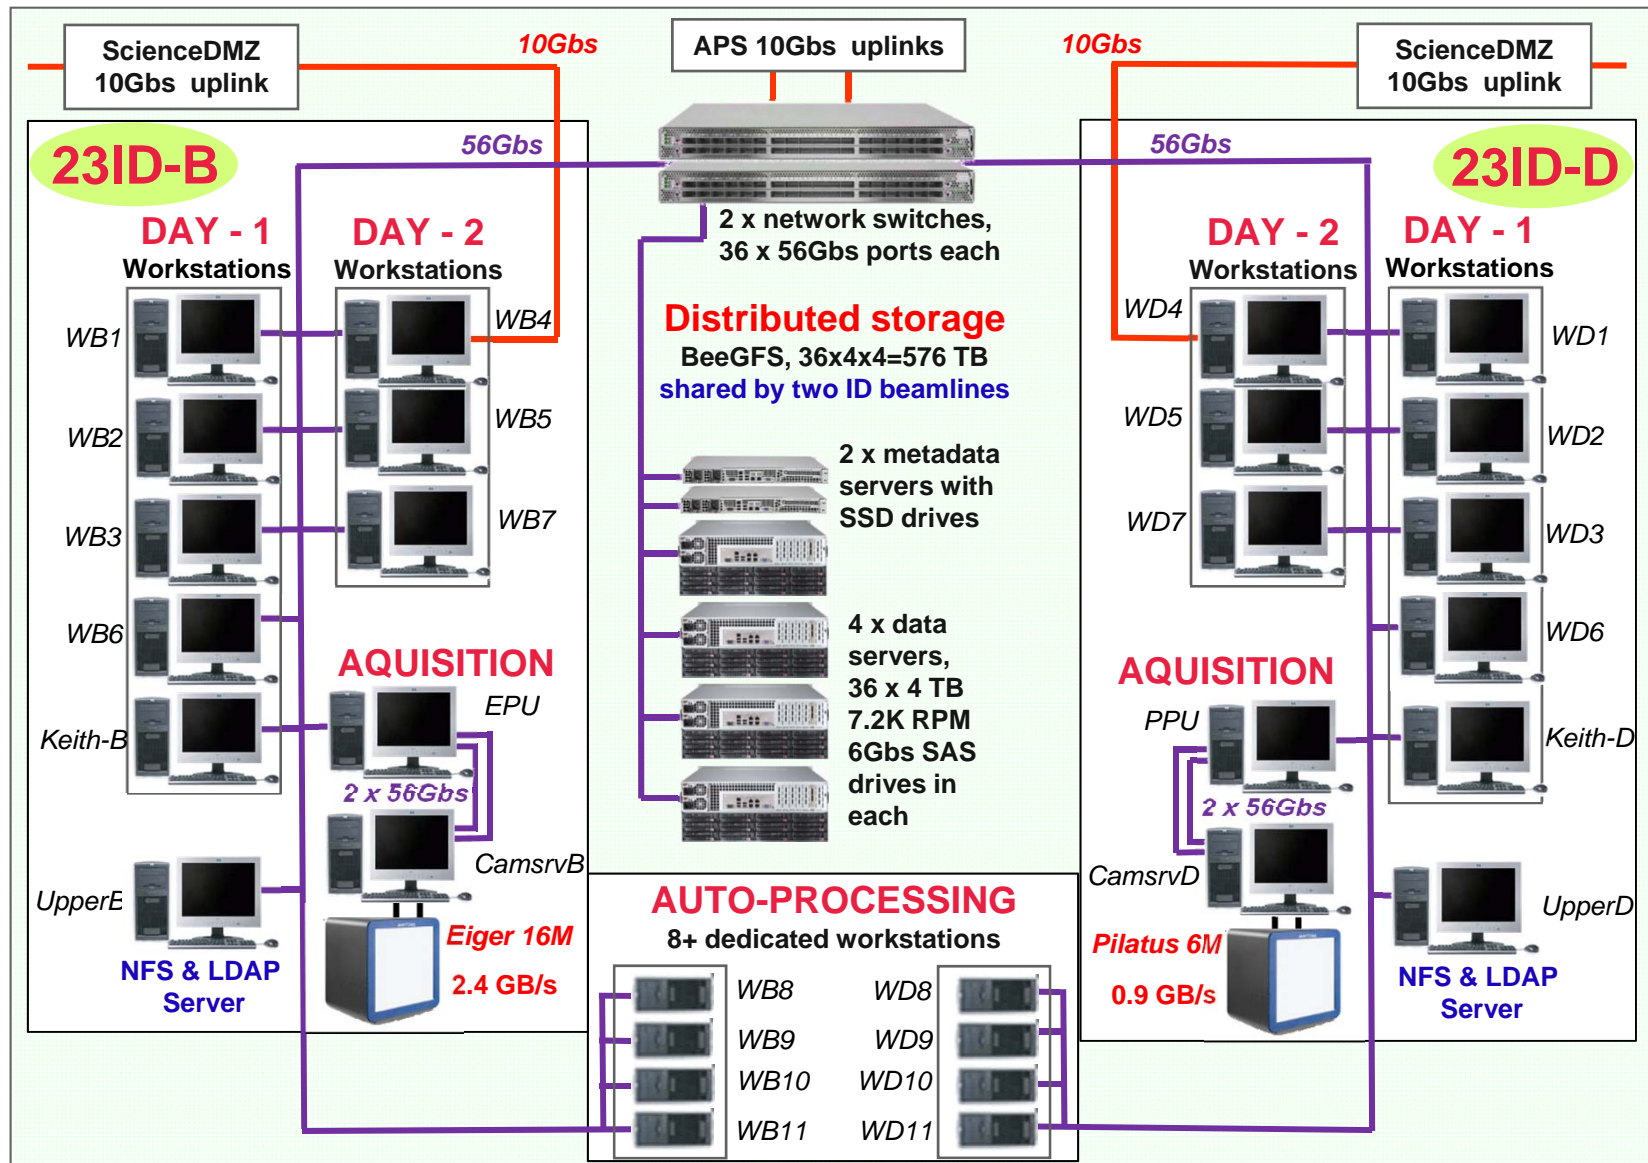 ScienceDMZ
10Gbs uplink
10Gbs
APS 10Gbs uplinks
10Gbs
ScienceDMZ
10Gbs uplink
23ID-B
56Gbs
56Gbs
23ID-D
DAY - 1
Workstations
DAY - 2
Workstations
2 x network switches,
36 x 56Gbs ports each
DAY - 2
Workstations
DAY - 1
Workstations
WB1
WB2
WB3
WB6
Keith-B
WB4
WB5
WB7
Distributed storage
BeeGFS, 36x4x4=576 TB
shared by two ID beamlines
2 x metadata
servers with
SSD drives
4 x data
servers,
36 x 4 TB
7.2K RPM
6Gbs SAS
drives in
each
WD4
WD5
WD7
WD1
WD2
WD3
WD6
Keith-D
AQUISITION
EPU
2 x 56Gbs
CamsrvB
UpperB
NFS & LDAP
Server
Eiger 16M
2.4 GB/s
AQUISITION
PPU
2 x 56Gbs
CamsrvD
Pilatus 6M
0.9 GB/s
UpperD
NFS & LDAP
Server
AUTO-PROCESSING
8+ dedicated workstations
WB8
WB9
WB10
WB11
WD8
WD9
WD10
WD11